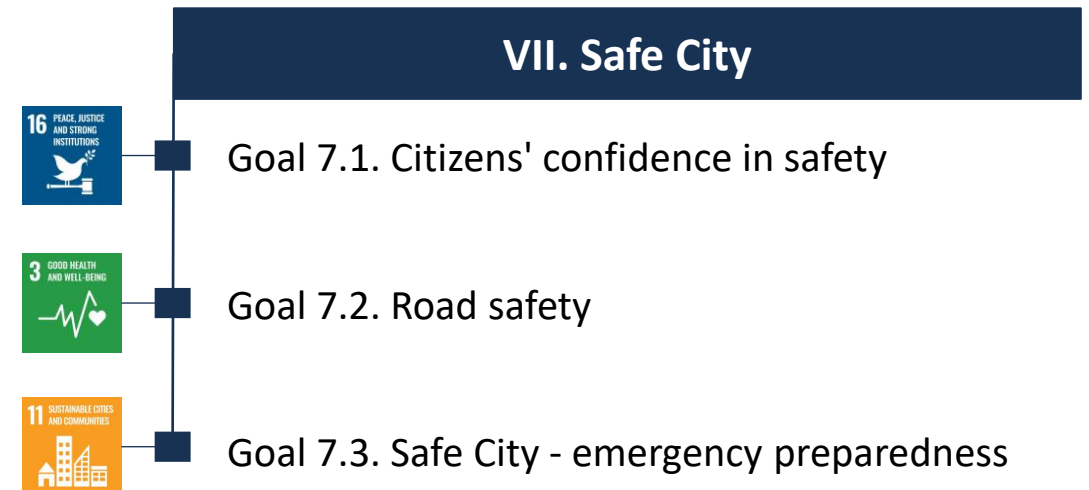 VII. Safe City
16 PEACE, JUSTICE
AND STRONG
INSTITUTIONS
Goal 7.1. Citizens' confidence in safety
3 GOOD HEALTH
AND WELL-BEING
Goal 7.2. Road safety
11 SUSTAINABLE CITIES
AND COMMUNITIES
Goal 7.3. Safe City - emergency preparedness